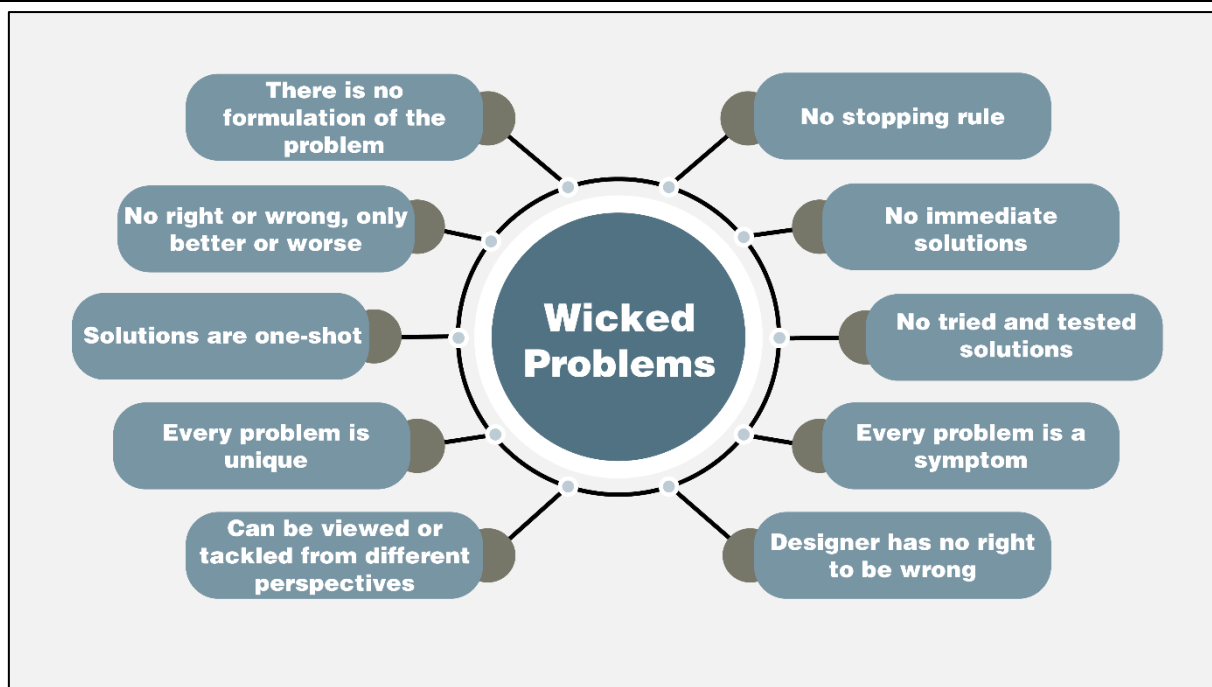 There is no
formulation of the
problem
No stopping rule
No right or wrong, only
better or worse
No immediate
solutions
Wicked
Problems
Solutions are one-shot
No tried and tested
solutions
Every problem is
unique
Every problem is a
symptom
Can be viewed or
tackled from different
perspectives
Designer has no right
to be wrong